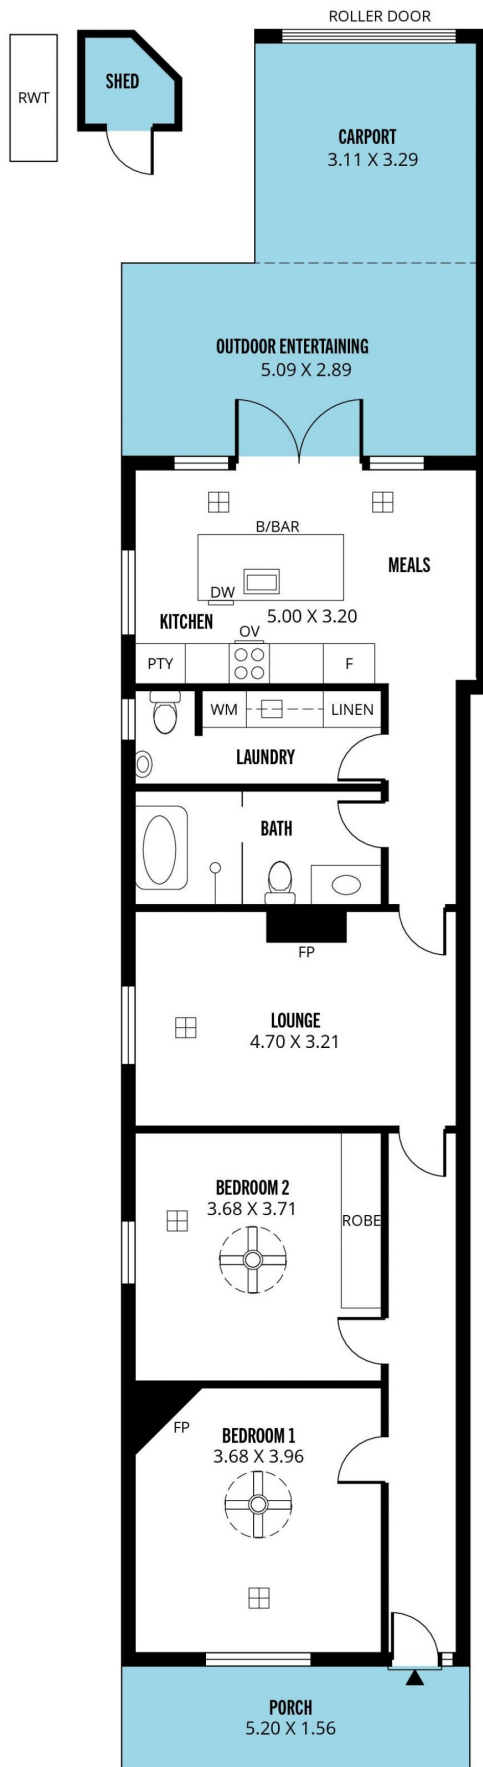 ROLLER DOOR
RWT
SHED
CARPORT
3.11 X 3.29
OUTDOOR ENTERTAINING
5.09 X 2.89
B/BAR
MEALS
DW
KITCHEN
5.00 X 3.20
OV
PTY
F
WM
LINEN
LAUNDRY
BATH
FP
LOUNGE
4.70 X 3.21
BEDROOM 2
3.68 X 3.71
ROBE
FP
BEDROOM 1
3.68 X 3.96
PORCH
5.20 X 1.56